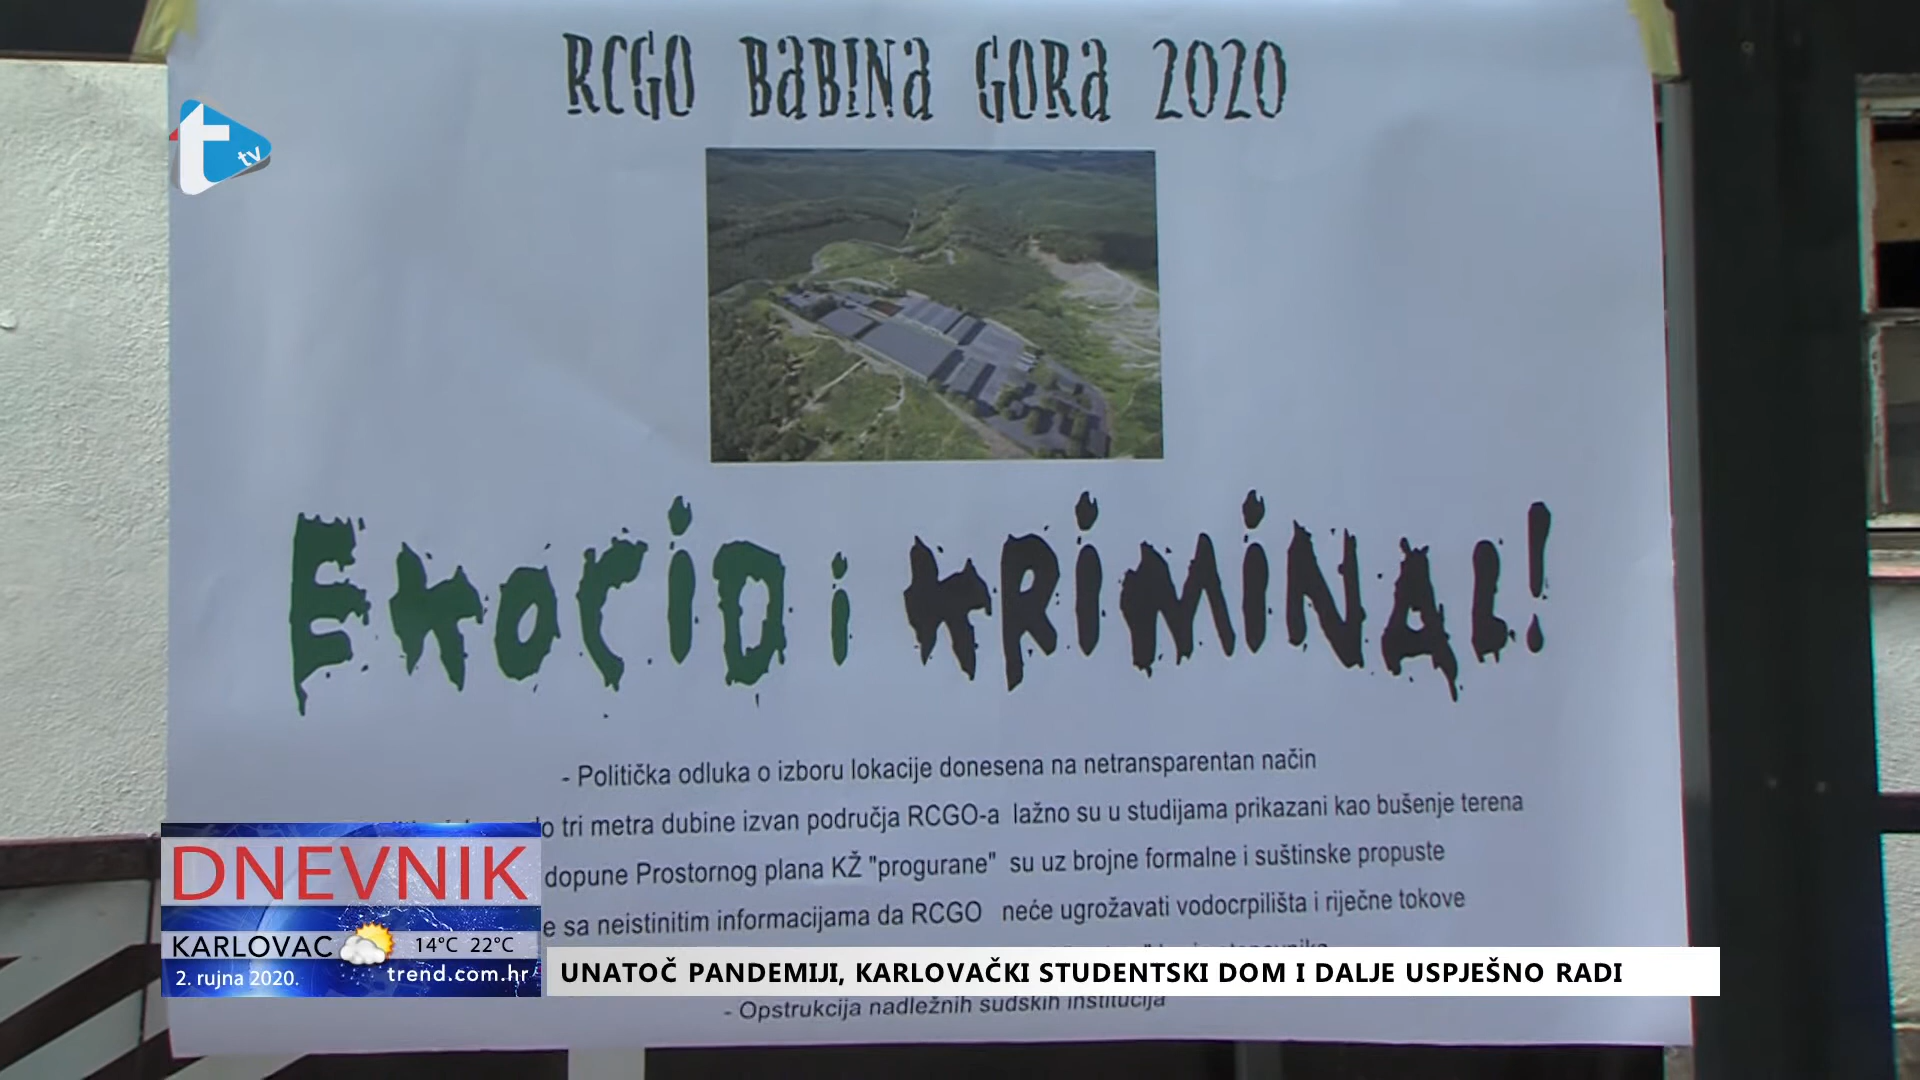 RCGO BaBINa GORa 2020
t tv
EKOCID i KRIMINAL!
- Politička odluka o izboru lokacije donesena na netransparentan način
tri metra dubine izvan područja RCGO-a lažno su u studijama prikazani kao bušenje terena
dopune Prostornog plana KŽ "progurane" su uz brojne formalne i suštinske propuste
e sa neistinitim informacijama da RCGO neće ugrožavati vodocrpilišta i riječne tokove
- Opstrukcija nadležnih sudskih institucija
DNEVNIK
KARLOVAC 14°C 22°C
2. rujna 2020. trend.com.hr
UNATOČ PANDEMIJI, KARLOVAČKI STUDENTSKI DOM I DALJE USPJEŠNO RADI